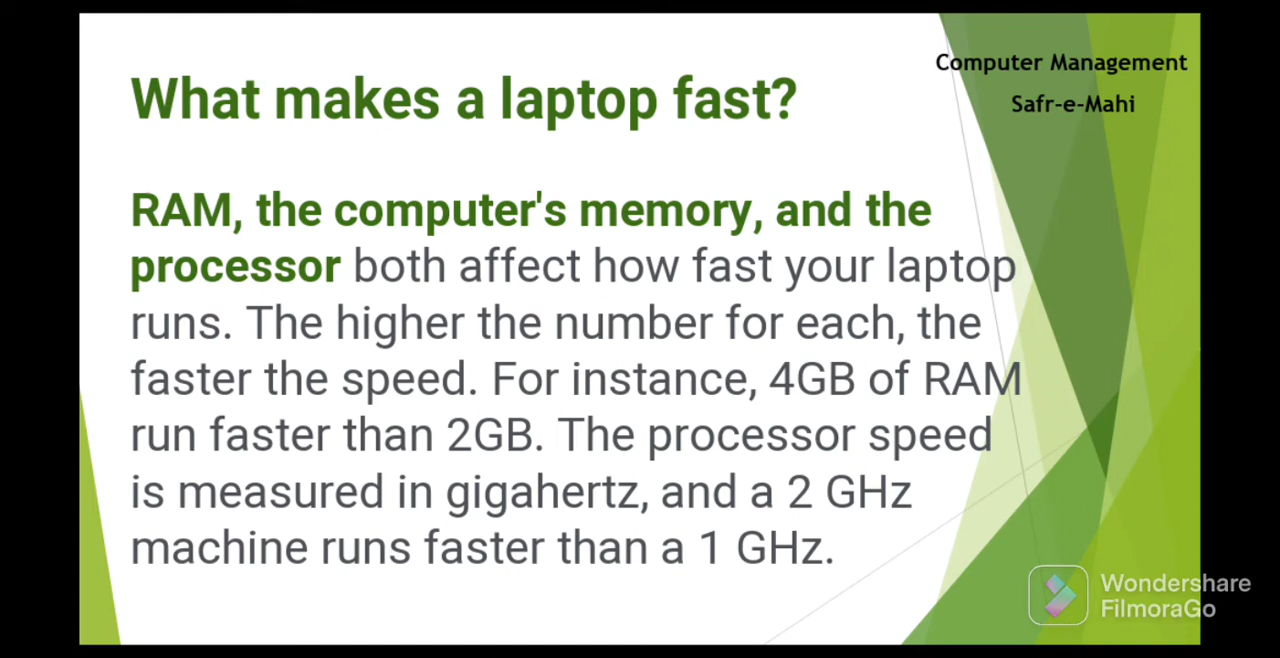 Computer Management
Safr-e-Mahi
What makes a laptop fast?
RAM, the computer's memory, and the
processor both affect how fast your laptop
runs. The higher the number for each, the
faster the speed. For instance, 4GB of RAM
run faster than 2GB. The processor speed
is measured in gigahertz, and a 2 GHz
machine runs faster than a 1 GHz.
Wondershare
FilmoraGo